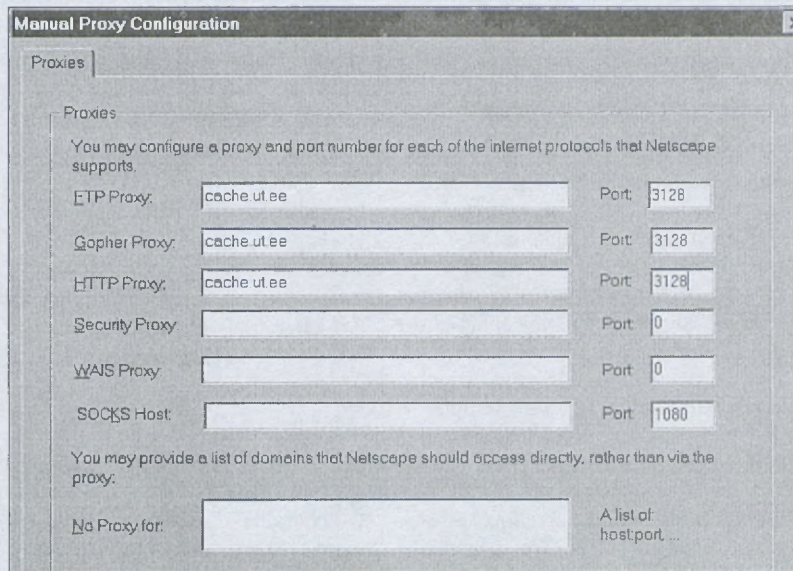 Manual Proxy Configuration
Proxies
Proxies
You may configure a proxy and port number for each of the internet protocols that Netscape
supports.
FTP Proxy: cache.ut.ee Port: 3128
Gopher Proxy: cache.ut.ee Port: 3128
HTTP Proxy: cache.ut.ee Port: 3128
Security Proxy: Port: 0
WAIS Proxy: Port: 0
SOCKS Host: Port: 1080
You may provide a list of domains that Netscape should access directly, rather than via the
proxy:
No Proxy for: A list of:
host:port, ...